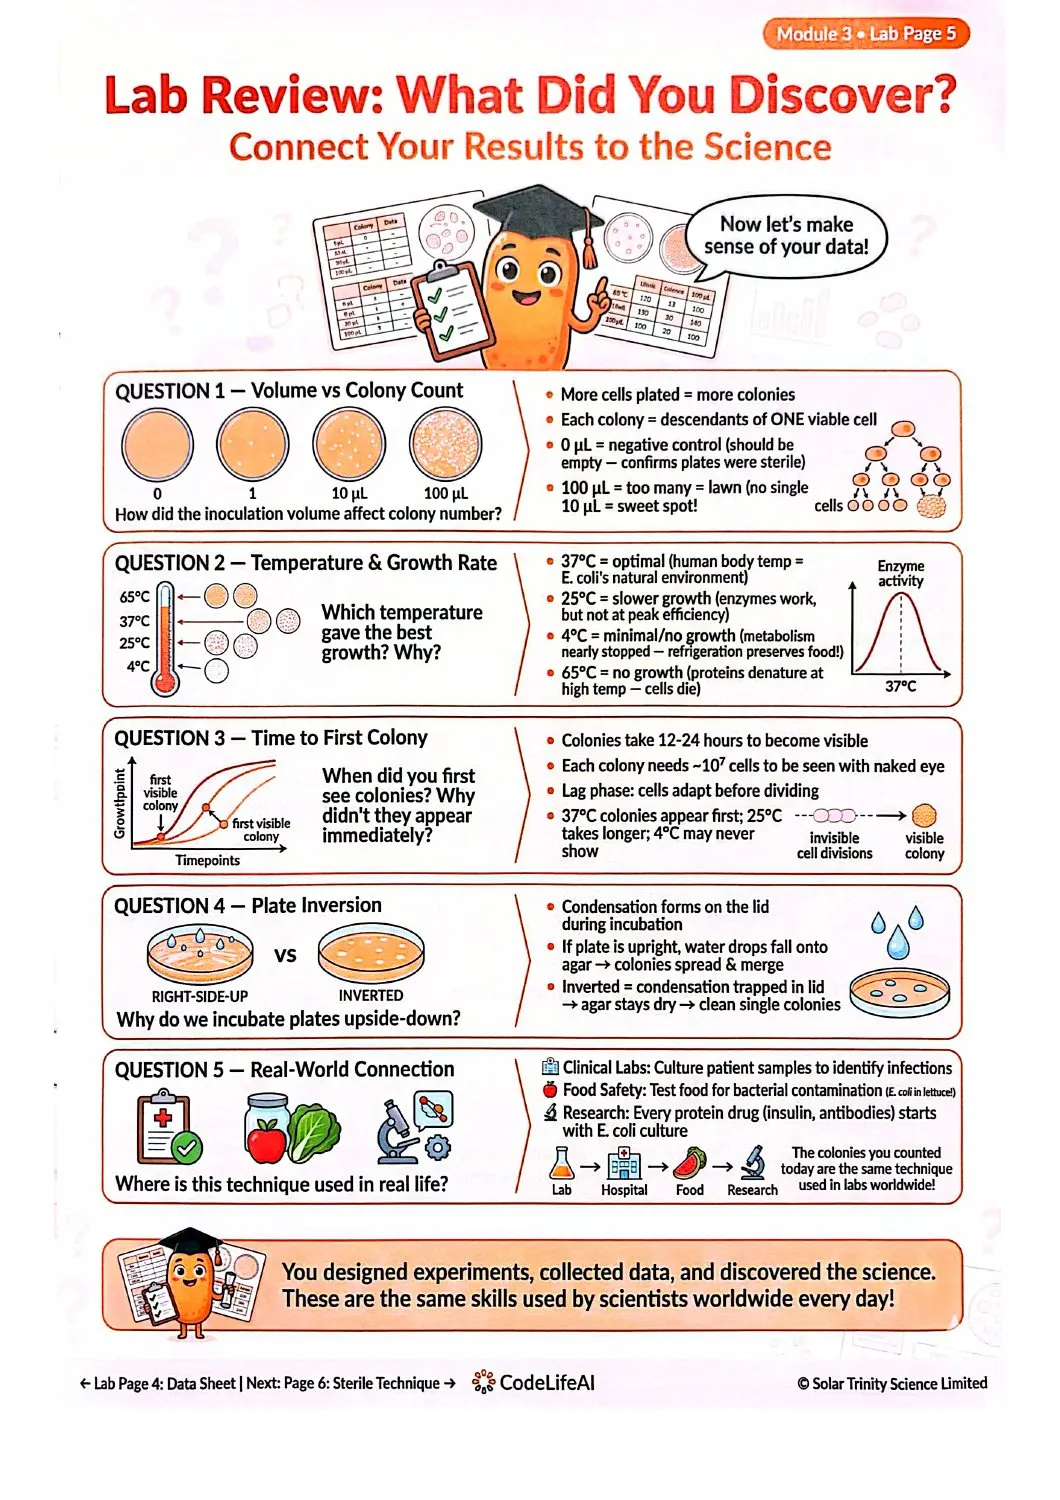 Module 3 • Lab Page 5
Lab Review: What Did You Discover?
Connect Your Results to the Science
Now let's make
sense of your data!
Colony Data
Colony Data
100 µL
120 13 100
130 30 140
100 20 100
QUESTION 1 – Volume vs Colony Count
0 1 10 µL 100 µL
How did the inoculation volume affect colony number?
• More cells plated = more colonies
• Each colony = descendants of ONE viable cell
• 0 µL = negative control (should be
empty – confirms plates were sterile)
• 100 µL = too many = lawn (no single
10 µL = sweet spot! cells
QUESTION 2 – Temperature & Growth Rate
65°C
37°C
25°C
4°C
Which temperature
gave the best
growth? Why?
• 37°C = optimal (human body temp =
E. coli's natural environment)
• 25°C = slower growth (enzymes work,
but not at peak efficiency)
• 4°C = minimal/no growth (metabolism
nearly stopped – refrigeration preserves food!)
• 65°C = no growth (proteins denature at
high temp – cells die)
Enzyme
activity
37°C
QUESTION 3 – Time to First Colony
Growthpoint
first
visible
colony
first visible
colony
Timepoints
When did you first
see colonies? Why
didn't they appear
immediately?
• Colonies take 12-24 hours to become visible
• Each colony needs ~10⁷ cells to be seen with naked eye
• Lag phase: cells adapt before dividing
• 37°C colonies appear first; 25°C
takes longer; 4°C may never
show
invisible
cell divisions
visible
colony
QUESTION 4 – Plate Inversion
VS
RIGHT-SIDE-UP INVERTED
Why do we incubate plates upside-down?
• Condensation forms on the lid
during incubation
• If plate is upright, water drops fall onto
agar → colonies spread & merge
• Inverted = condensation trapped in lid
→ agar stays dry → clean single colonies
QUESTION 5 – Real-World Connection
Where is this technique used in real life?
Clinical Labs: Culture patient samples to identify infections
Food Safety: Test food for bacterial contamination (E. coli in lettuce!)
Research: Every protein drug (insulin, antibodies) starts
with E. coli culture
Lab → Hospital → Food → Research
The colonies you counted
today are the same technique
used in labs worldwide!
You designed experiments, collected data, and discovered the science.
These are the same skills used by scientists worldwide every day!
← Lab Page 4: Data Sheet | Next: Page 6: Sterile Technique →
CodeLifeAI
© Solar Trinity Science Limited